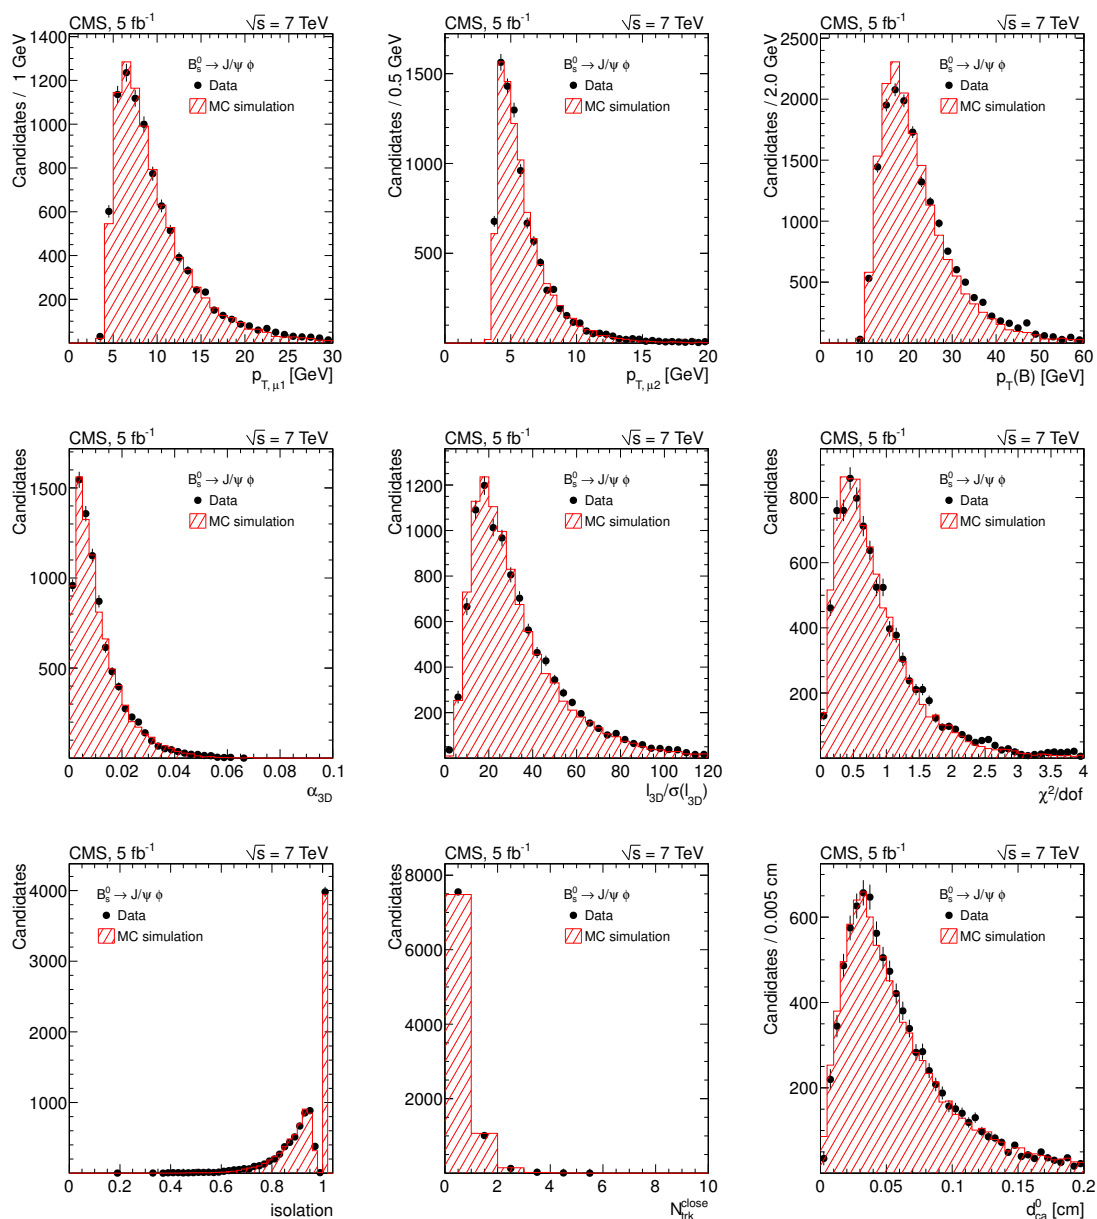 CMS, 5 fb⁻¹ √s = 7 TeV
Candidates / 1 GeV
B⁰ₛ → J/ψ φ
Data
MC simulation
0 200 400 600 800 1000 1200 1400
0 5 10 15 20 25 30
p_T, μ1 [GeV]
CMS, 5 fb⁻¹ √s = 7 TeV
Candidates / 0.5 GeV
B⁰ₛ → J/ψ φ
Data
MC simulation
500 1000 1500
0 5 10 15 20
p_T, μ2 [GeV]
CMS, 5 fb⁻¹ √s = 7 TeV
Candidates / 2.0 GeV
B⁰ₛ → J/ψ φ
Data
MC simulation
0 500 1000 1500 2000 2500
0 10 20 30 40 50 60
p_T(B) [GeV]
CMS, 5 fb⁻¹ √s = 7 TeV
Candidates
B⁰ₛ → J/ψ φ
Data
MC simulation
500 1000 1500
0 0.02 0.04 0.06 0.08 0.1
α_3D
CMS, 5 fb⁻¹ √s = 7 TeV
Candidates
B⁰ₛ → J/ψ φ
Data
MC simulation
200 400 600 800 1000 1200
0 20 40 60 80 100 120
l_3D/σ(l_3D)
CMS, 5 fb⁻¹ √s = 7 TeV
Candidates
B⁰ₛ → J/ψ φ
Data
MC simulation
0 200 400 600 800
0 0.5 1 1.5 2 2.5 3 3.5 4
χ²/dof
CMS, 5 fb⁻¹ √s = 7 TeV
Candidates
B⁰ₛ → J/ψ φ
Data
MC simulation
1000 2000 3000 4000
0 0.2 0.4 0.6 0.8 1
isolation
CMS, 5 fb⁻¹ √s = 7 TeV
Candidates
B⁰ₛ → J/ψ φ
Data
MC simulation
2000 4000 6000 8000
0 2 4 6 8 10
N^close_trk
CMS, 5 fb⁻¹ √s = 7 TeV
Candidates / 0.005 cm
B⁰ₛ → J/ψ φ
Data
MC simulation
0 200 400 600
0 0.05 0.1 0.15 0.2
d⁰_ca [cm]